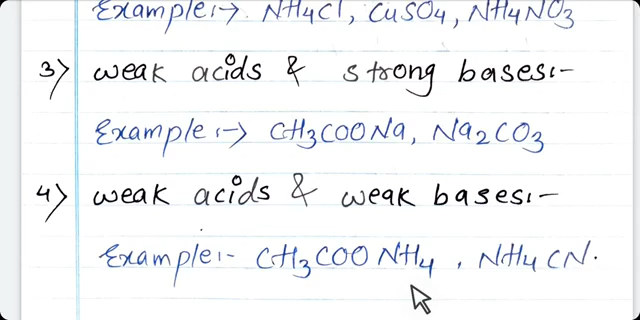 Example:→ NH4Cl, CuSO4, NH4NO3
3) weak acids & strong bases:-
Example:→ CH3COONa, Na2CO3
4) weak acids & weak bases:-
Example:- CH3COONH4, NH4CN.